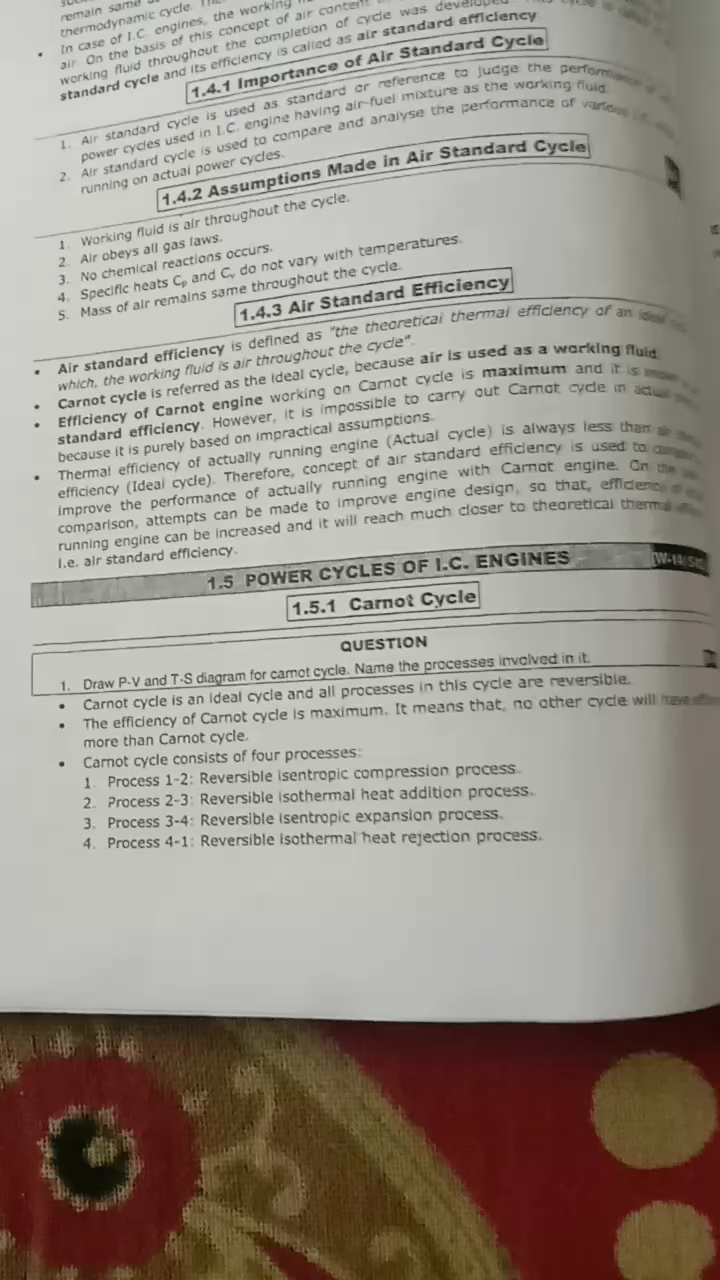 remain same
thermodynamic cycle.
• In case of I.C. engines, the working
air. On the basis of this concept of air content
working fluid throughout the completion of cycle was developed.
standard cycle and its efficiency is called as air standard efficiency
1.4.1 Importance of Air Standard Cycle
1. Air standard cycle is used as standard or reference to judge the performance
power cycles used in I.C. engine having air-fuel mixture as the working fluid.
2. Air standard cycle is used to compare and analyse the performance of various
running on actual power cycles.
1.4.2 Assumptions Made in Air Standard Cycle
1. Working fluid is air throughout the cycle.
2. Air obeys all gas laws.
3. No chemical reactions occurs.
4. Specific heats Cp and Cv do not vary with temperatures.
5. Mass of air remains same throughout the cycle.
1.4.3 Air Standard Efficiency
• Air standard efficiency is defined as "the theoretical thermal efficiency of an ideal
which, the working fluid is air throughout the cycle".
• Carnot cycle is referred as the ideal cycle, because air is used as a working fluid.
• Efficiency of Carnot engine working on Carnot cycle is maximum and it is
standard efficiency. However, it is impossible to carry out Carnot cycle in actual
because it is purely based on impractical assumptions.
• Thermal efficiency of actually running engine (Actual cycle) is always less than air
efficiency (Ideal cycle). Therefore, concept of air standard efficiency is used to
improve the performance of actually running engine with Carnot engine. On the
comparison, attempts can be made to improve engine design, so that, efficiency
running engine can be increased and it will reach much closer to theoretical thermal
i.e. air standard efficiency.
1.5 POWER CYCLES OF I.C. ENGINES
1.5.1 Carnot Cycle
QUESTION
1. Draw P-V and T-S diagram for carnot cycle. Name the processes involved in it.
• Carnot cycle is an ideal cycle and all processes in this cycle are reversible.
• The efficiency of Carnot cycle is maximum. It means that, no other cycle will have
more than Carnot cycle.
• Carnot cycle consists of four processes:
1. Process 1-2: Reversible isentropic compression process.
2. Process 2-3: Reversible isothermal heat addition process.
3. Process 3-4: Reversible isentropic expansion process.
4. Process 4-1: Reversible isothermal heat rejection process.